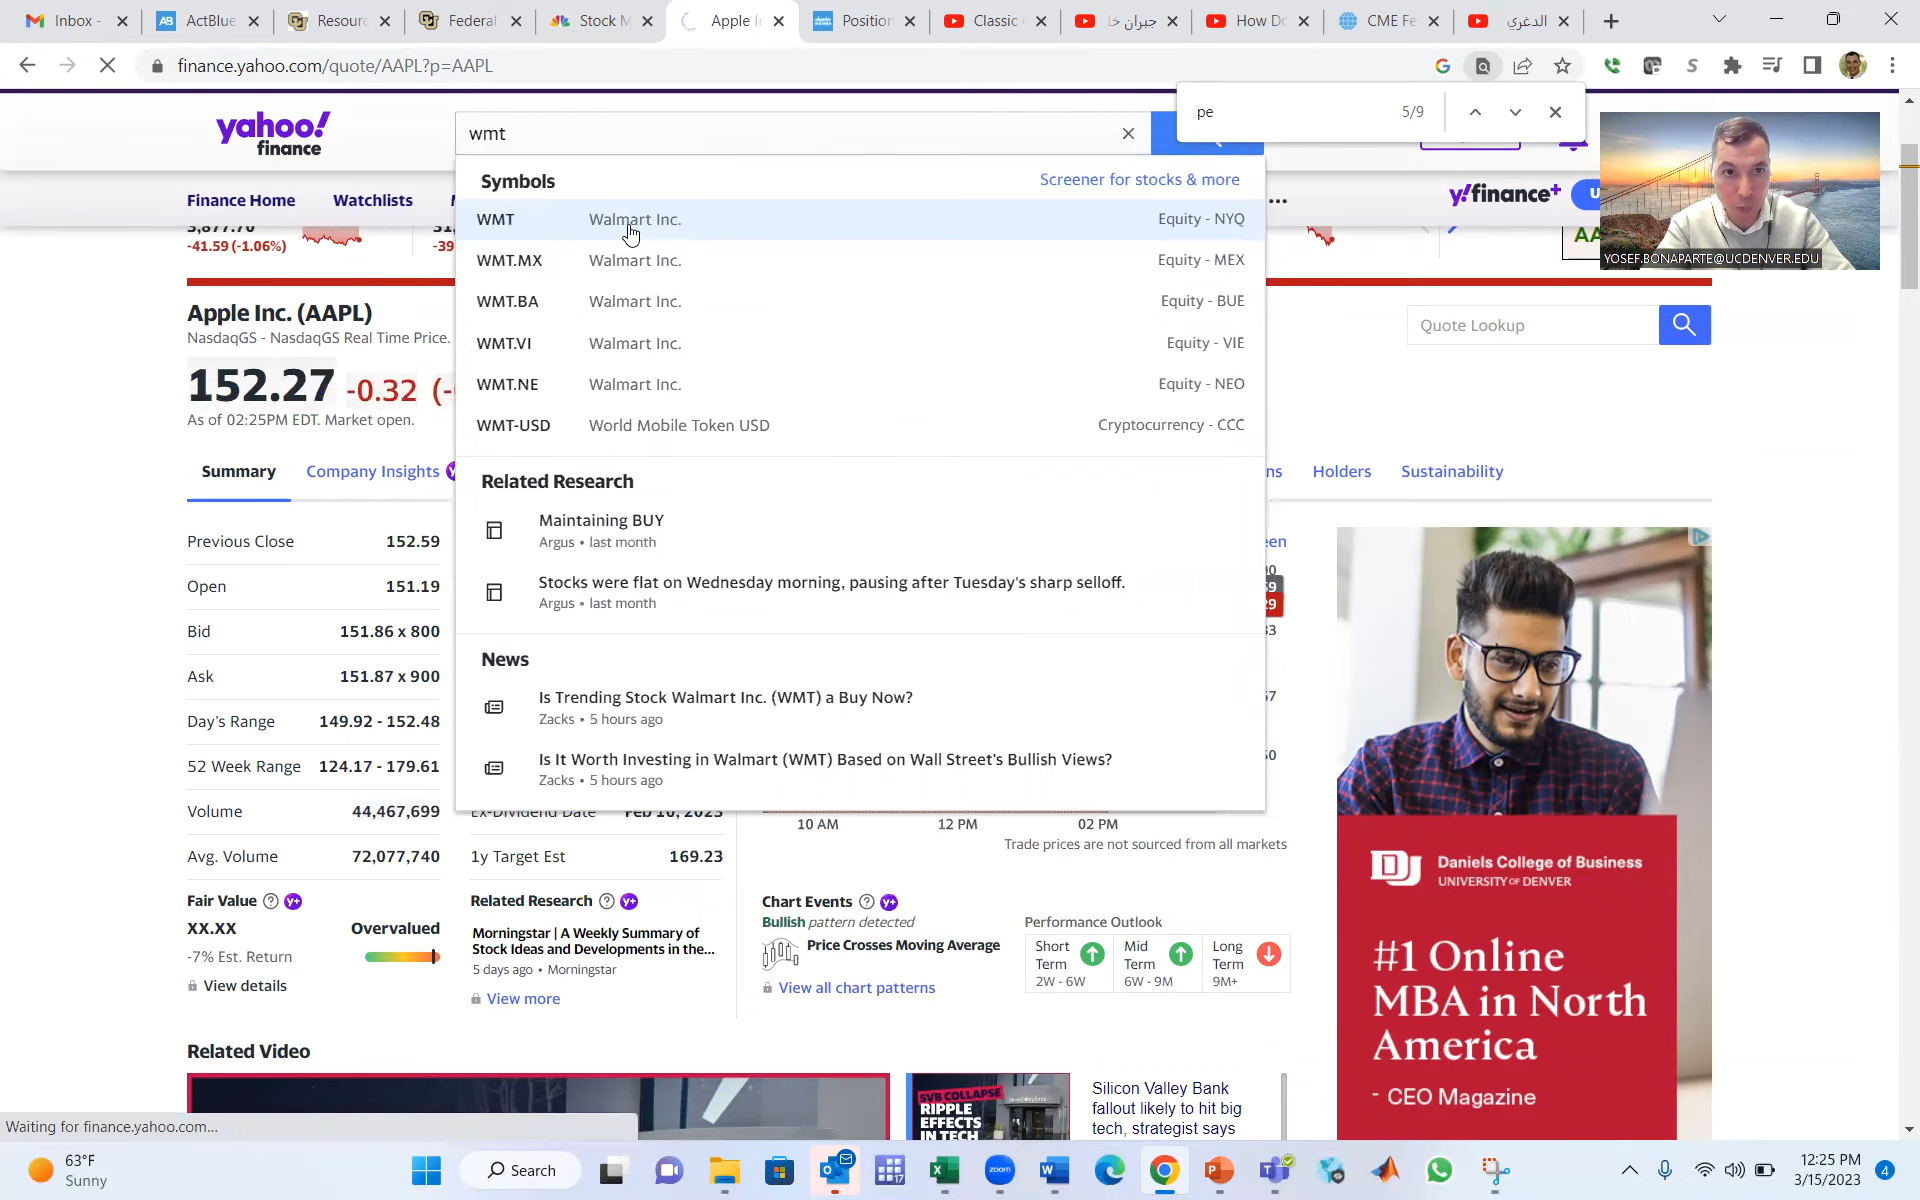 Inbox -
ActBlue
Resourc
Federal
Stock M
Apple I
Position
Classic
جبران خا
How Do
CME Fe
الدغري
finance.yahoo.com/quote/AAPL?p=AAPL
pe
5/9
yahoo!
finance
wmt
Finance Home
Watchlists
y!finance+
YOSEF.BONAPARTE@UCDENVER.EDU
Symbols
Screener for stocks & more
WMT Walmart Inc. Equity - NYQ
WMT.MX Walmart Inc. Equity - MEX
WMT.BA Walmart Inc. Equity - BUE
WMT.VI Walmart Inc. Equity - VIE
WMT.NE Walmart Inc. Equity - NEO
WMT-USD World Mobile Token USD Cryptocurrency - CCC
Related Research
Maintaining BUY
Argus • last month
Stocks were flat on Wednesday morning, pausing after Tuesday's sharp selloff.
Argus • last month
News
Is Trending Stock Walmart Inc. (WMT) a Buy Now?
Zacks • 5 hours ago
Is It Worth Investing in Walmart (WMT) Based on Wall Street's Bullish Views?
Zacks • 5 hours ago
-41.59 (-1.06%)
-39
Apple Inc. (AAPL)
NasdaqGS - NasdaqGS Real Time Price.
152.27 -0.32 (-
As of 02:25PM EDT. Market open.
Quote Lookup
Summary
Company Insights
ns
Holders
Sustainability
Previous Close 152.59
Open 151.19
Bid 151.86 x 800
Ask 151.87 x 900
Day's Range 149.92 - 152.48
52 Week Range 124.17 - 179.61
Volume 44,467,699
Avg. Volume 72,077,740
Ex-Dividend Date Feb 10, 2023
1y Target Est 169.23
10 AM 12 PM 02 PM
Trade prices are not sourced from all markets
Fair Value
XX.XX Overvalued
-7% Est. Return
View details
Related Research
Morningstar | A Weekly Summary of
Stock Ideas and Developments in the...
5 days ago • Morningstar
View more
Chart Events
Bullish pattern detected
Price Crosses Moving Average
View all chart patterns
Performance Outlook
Short
Term
2W - 6W
Mid
Term
6W - 9M
Long
Term
9M+
Related Video
SVB COLLAPSE
RIPPLE
EFFECTS
IN TECH
Silicon Valley Bank
fallout likely to hit big
tech, strategist says
Daniels College of Business
UNIVERSITY OF DENVER
#1 Online
MBA in North
America
- CEO Magazine
Waiting for finance.yahoo.com...
63°F
Sunny
Search
zoom
12:25 PM
3/15/2023
4